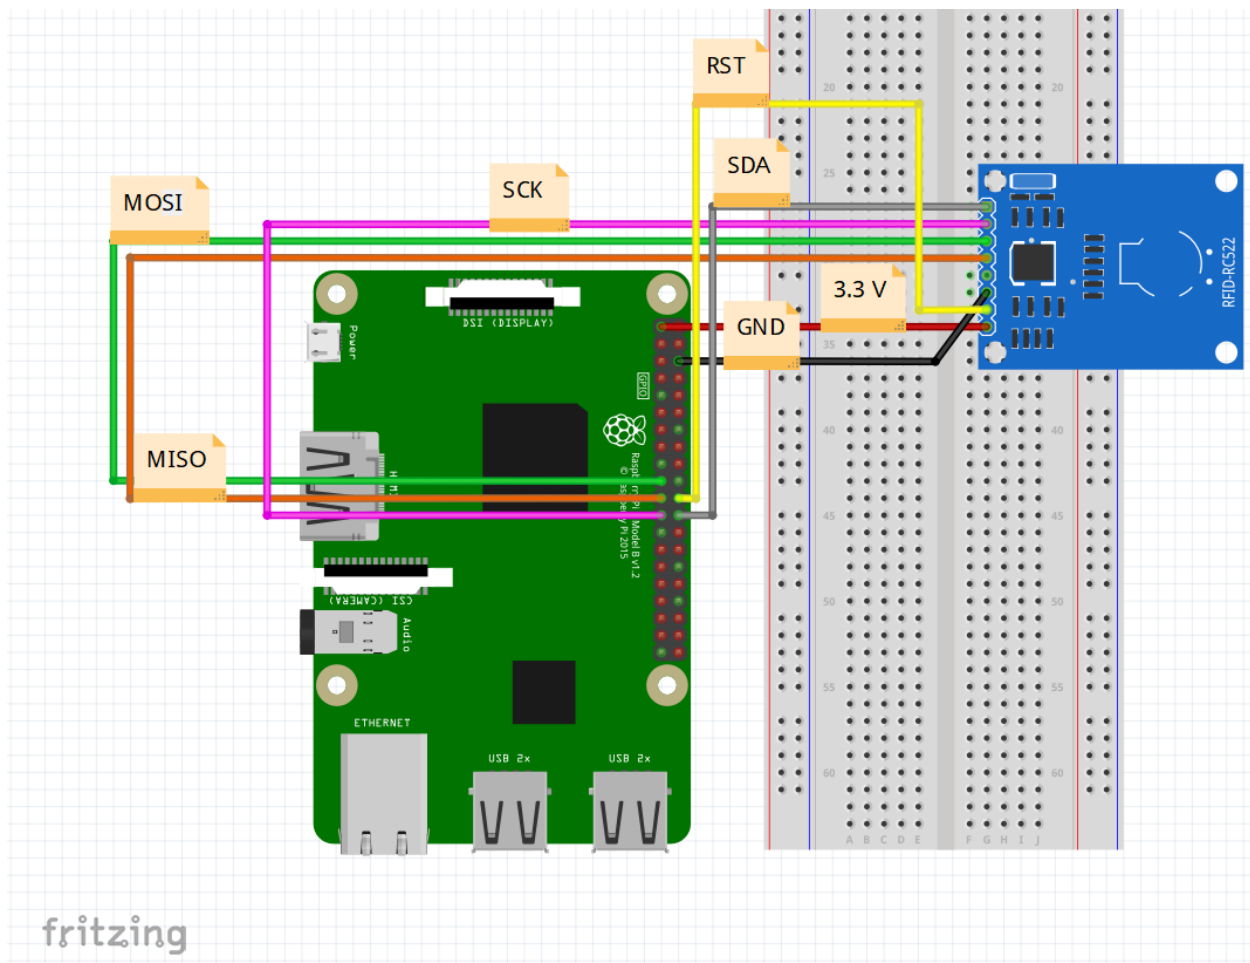 RST
SDA
SCK
MOSI
3.3 V
GND
MISO
20
20
25
35
40
40
45
45
50
50
55
55
60
60
A B C D E
F G H I J
RFID-RC522
DSI (DISPLAY)
Power
GPIO
HDMI
CSI (CAMERA)
Audio
ETHERNET
USB 2x
USB 2x
fritzing